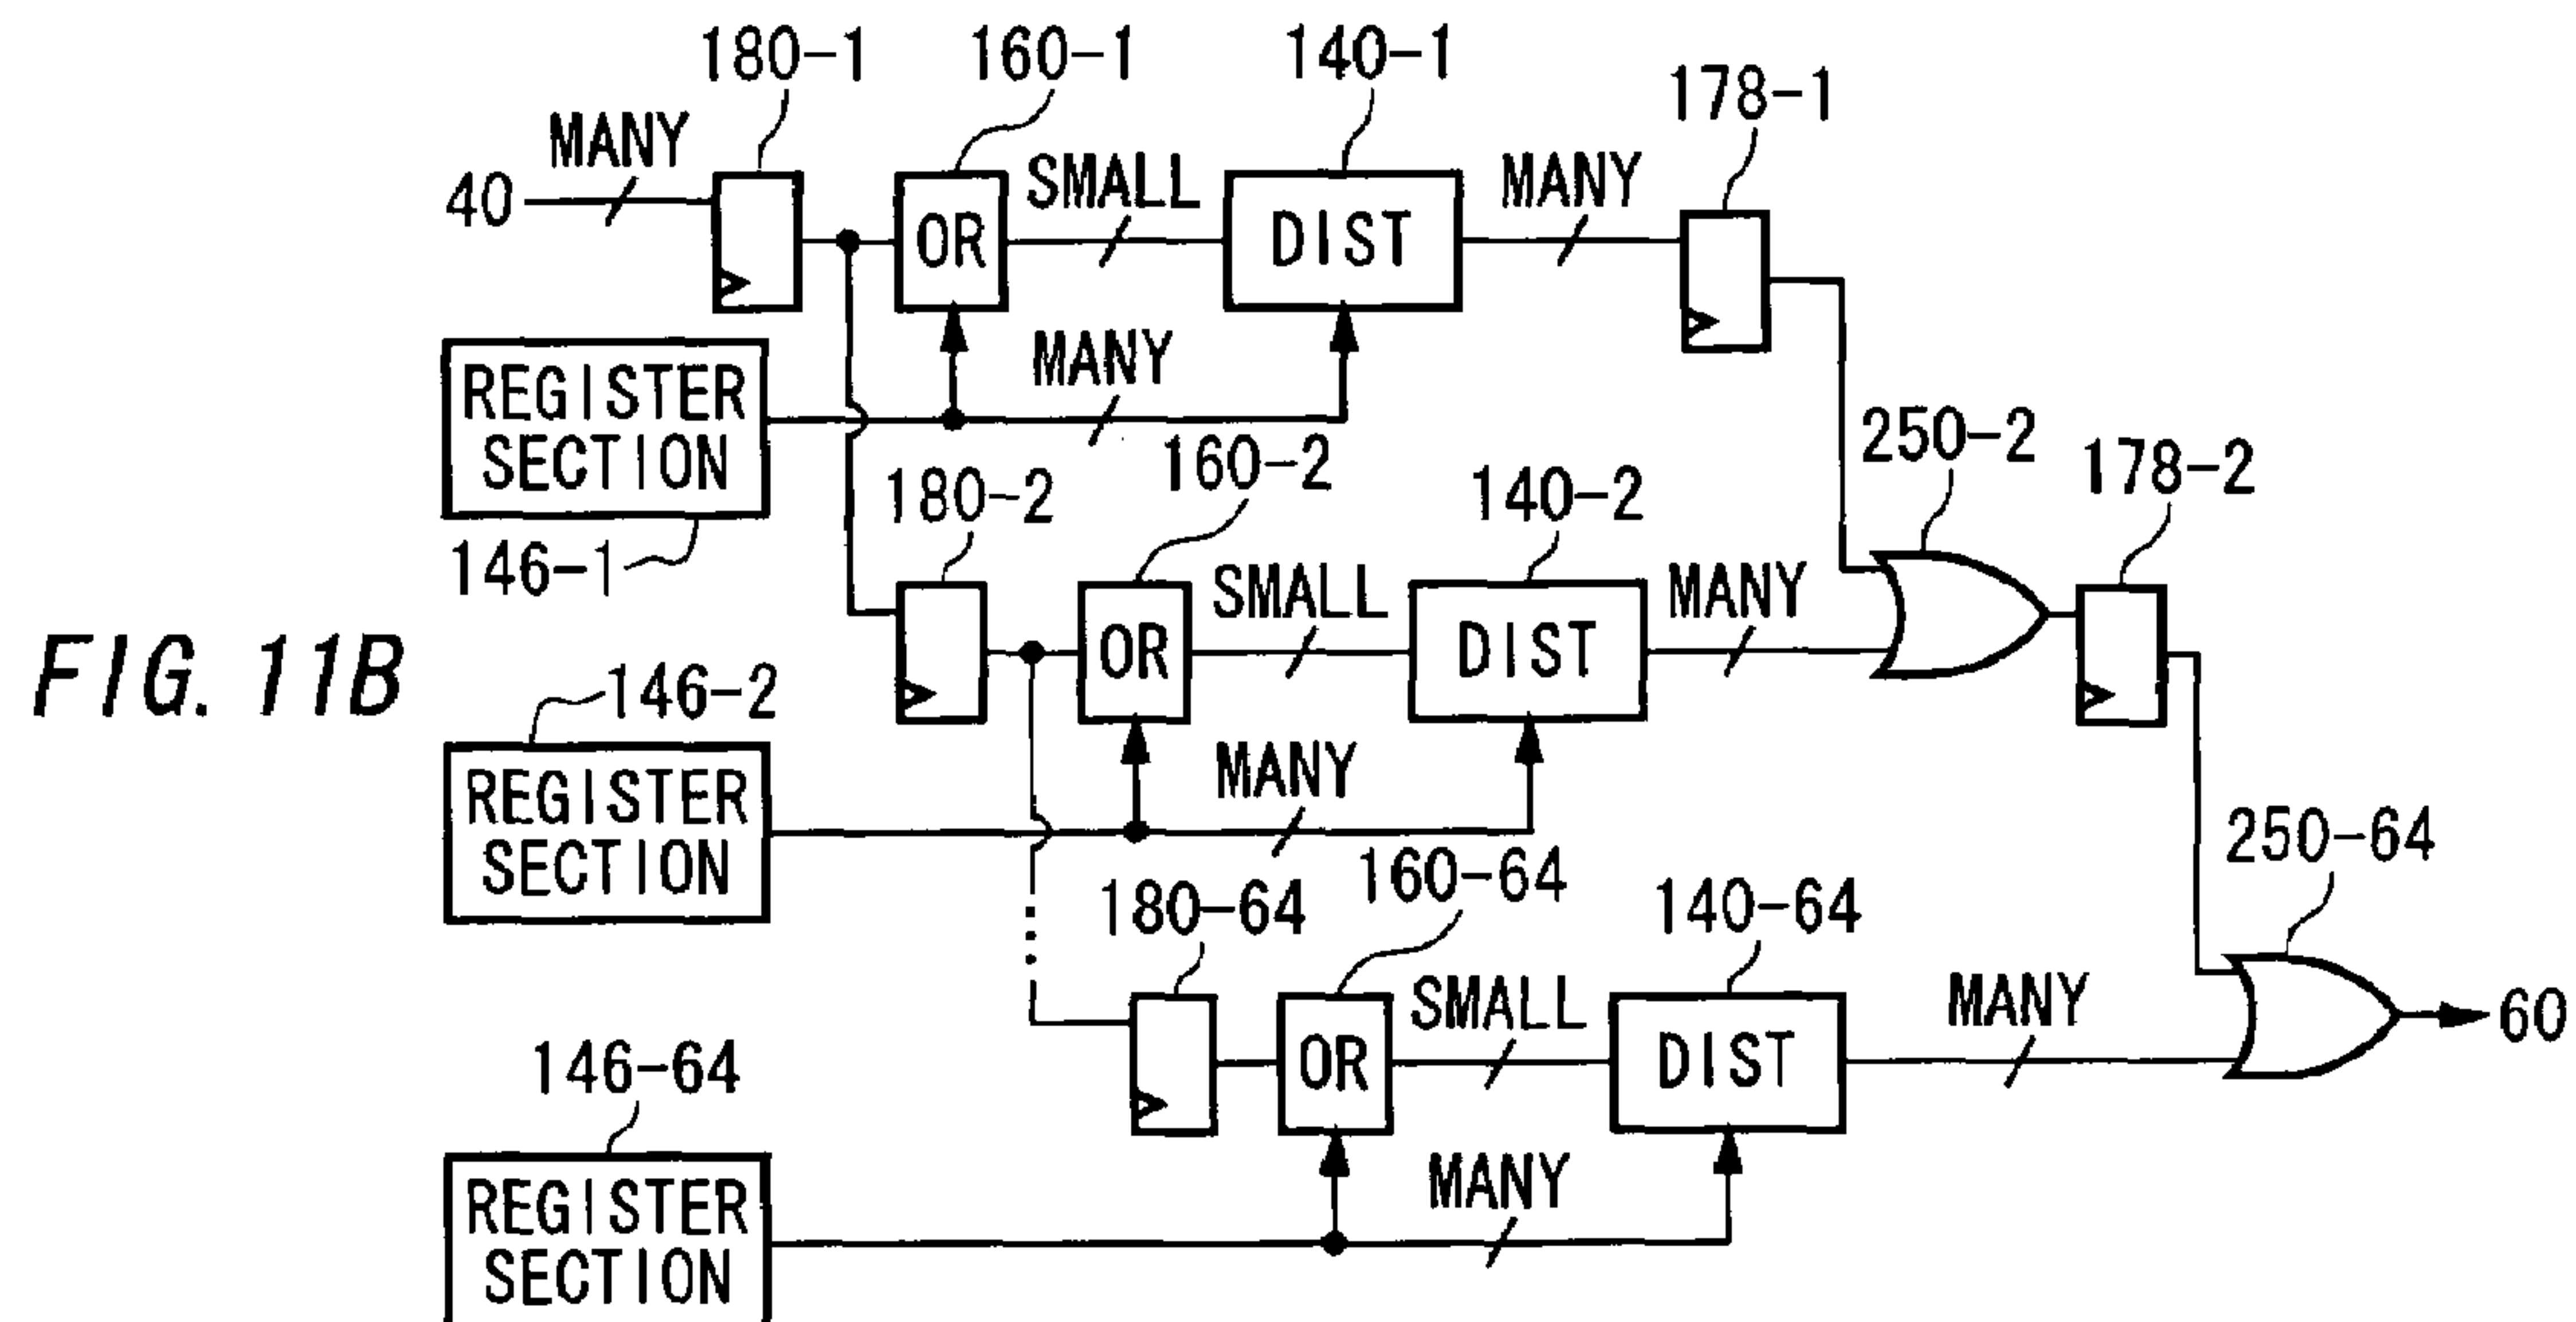 180-1 160-1 140-1 178-1
MANY SMALL MANY
40 OR DIST
REGISTER SECTION MANY
146-1
180-2 160-2 140-2 250-2 178-2
SMALL MANY
OR DIST
FIG. 11B
146-2
REGISTER SECTION MANY
180-64 160-64 140-64 250-64
SMALL MANY
OR DIST 60
146-64
REGISTER SECTION MANY